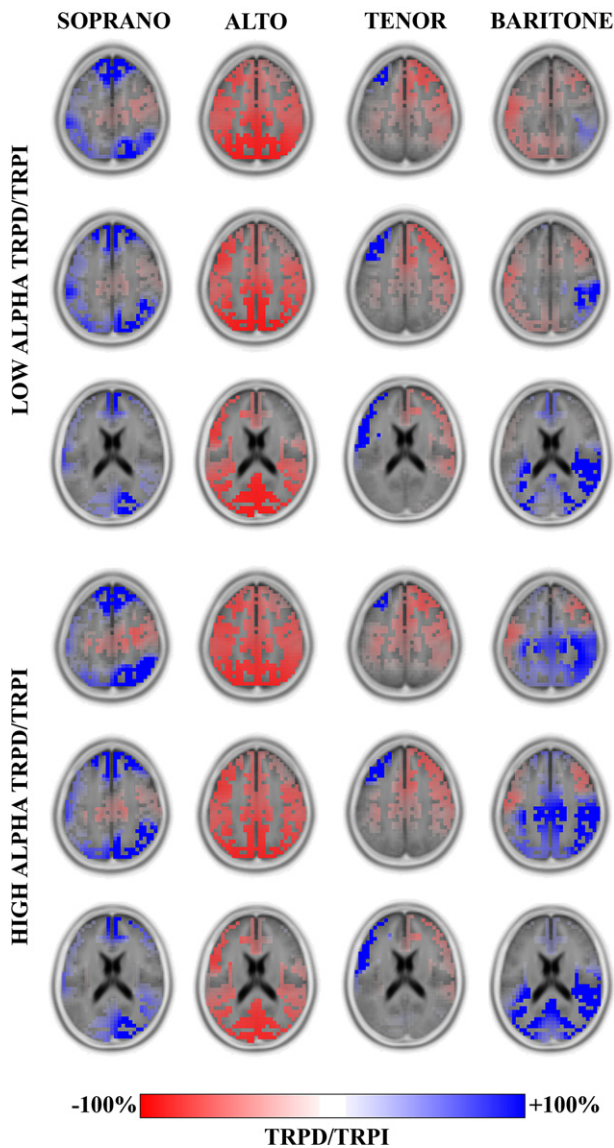 SOPRANO ALTO TENOR BARITONE
LOW ALPHA TRPD/TRPI
HIGH ALPHA TRPD/TRPI
-100% +100%
TRPD/TRPI